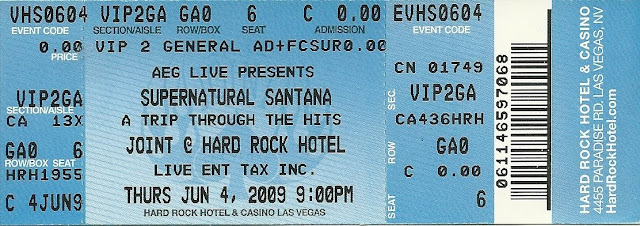 VHS0604 VIP2GA GA0 6 C 0.00 EVHS0604
EVENT CODE SECTION/AISLE ROW/BOX SEAT ADMISSION EVENT CODE
0.00 VIP 2 GENERAL AD+FCSUR0.00
PRICE
AEG LIVE PRESENTS
CN 01749
VIP2GA SUPERNATURAL SANTANA SEC VIP2GA
SECTION/AISLE
CA 13X A TRIP THROUGH THE HITS CA436HRH
GA0 6 JOINT @ HARD ROCK HOTEL ROW GA0
ROW/BOX SEAT
HRH1955 LIVE ENT TAX INC. C 0.00
C 4JUN9 THURS JUN 4, 2009 9:00PM SEAT 6
HARD ROCK HOTEL & CASINO LAS VEGAS
061146597068
HARD ROCK HOTEL & CASINO
4455 PARADISE RD, LAS VEGAS, NV
HardRockHotel.com